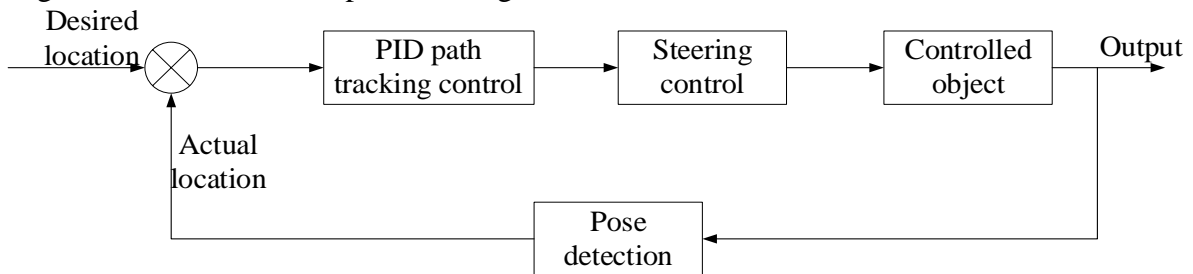 Desired
location
PID path
tracking control
Steering
control
Controlled
object
Output
Actual
location
Pose
detection